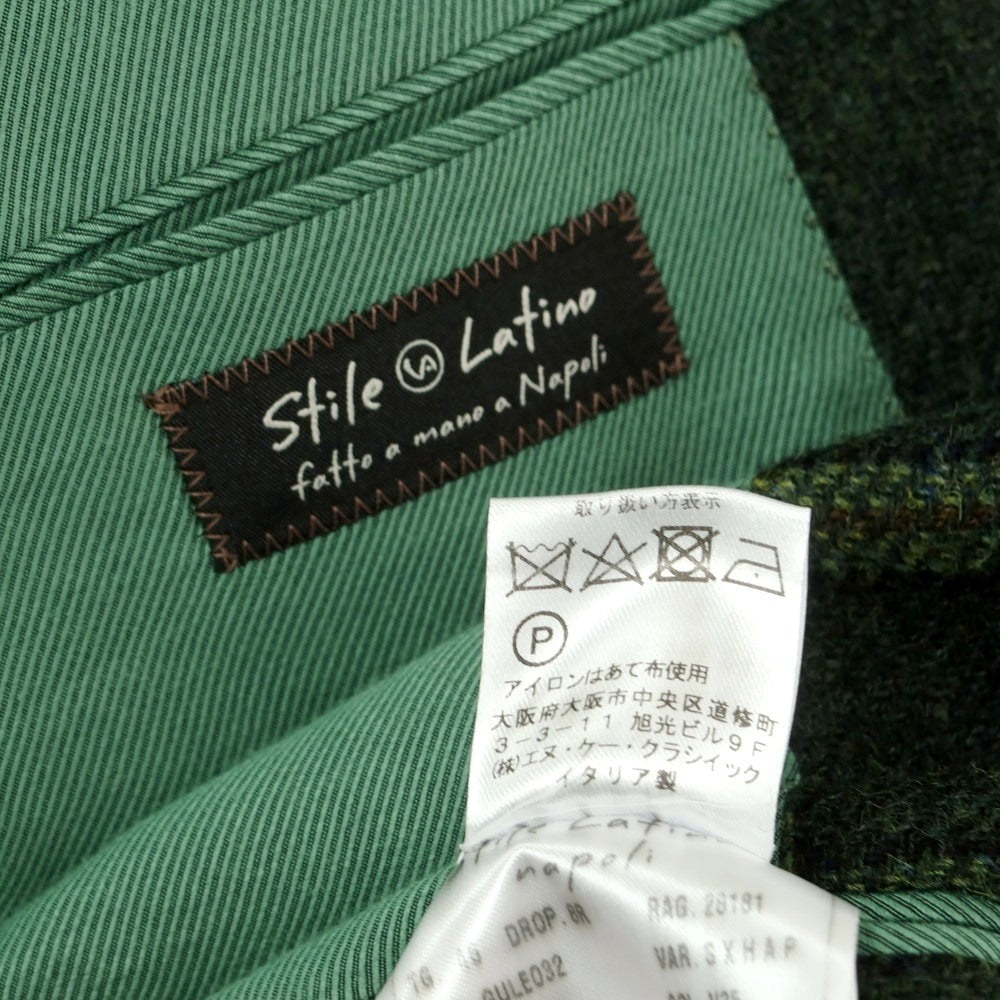 Stile VA Latino
fatto a mano a Napoli
取り扱い方表示
P
アイロンはあて布使用
大阪府大阪市中央区道修町
3-3-11 旭光ビル9F
(株)エヌ・ケー・クラシイック
イタリア製
Stile Latino
napoli
DROP.8R
RAG.28181
VAR.SXHAP